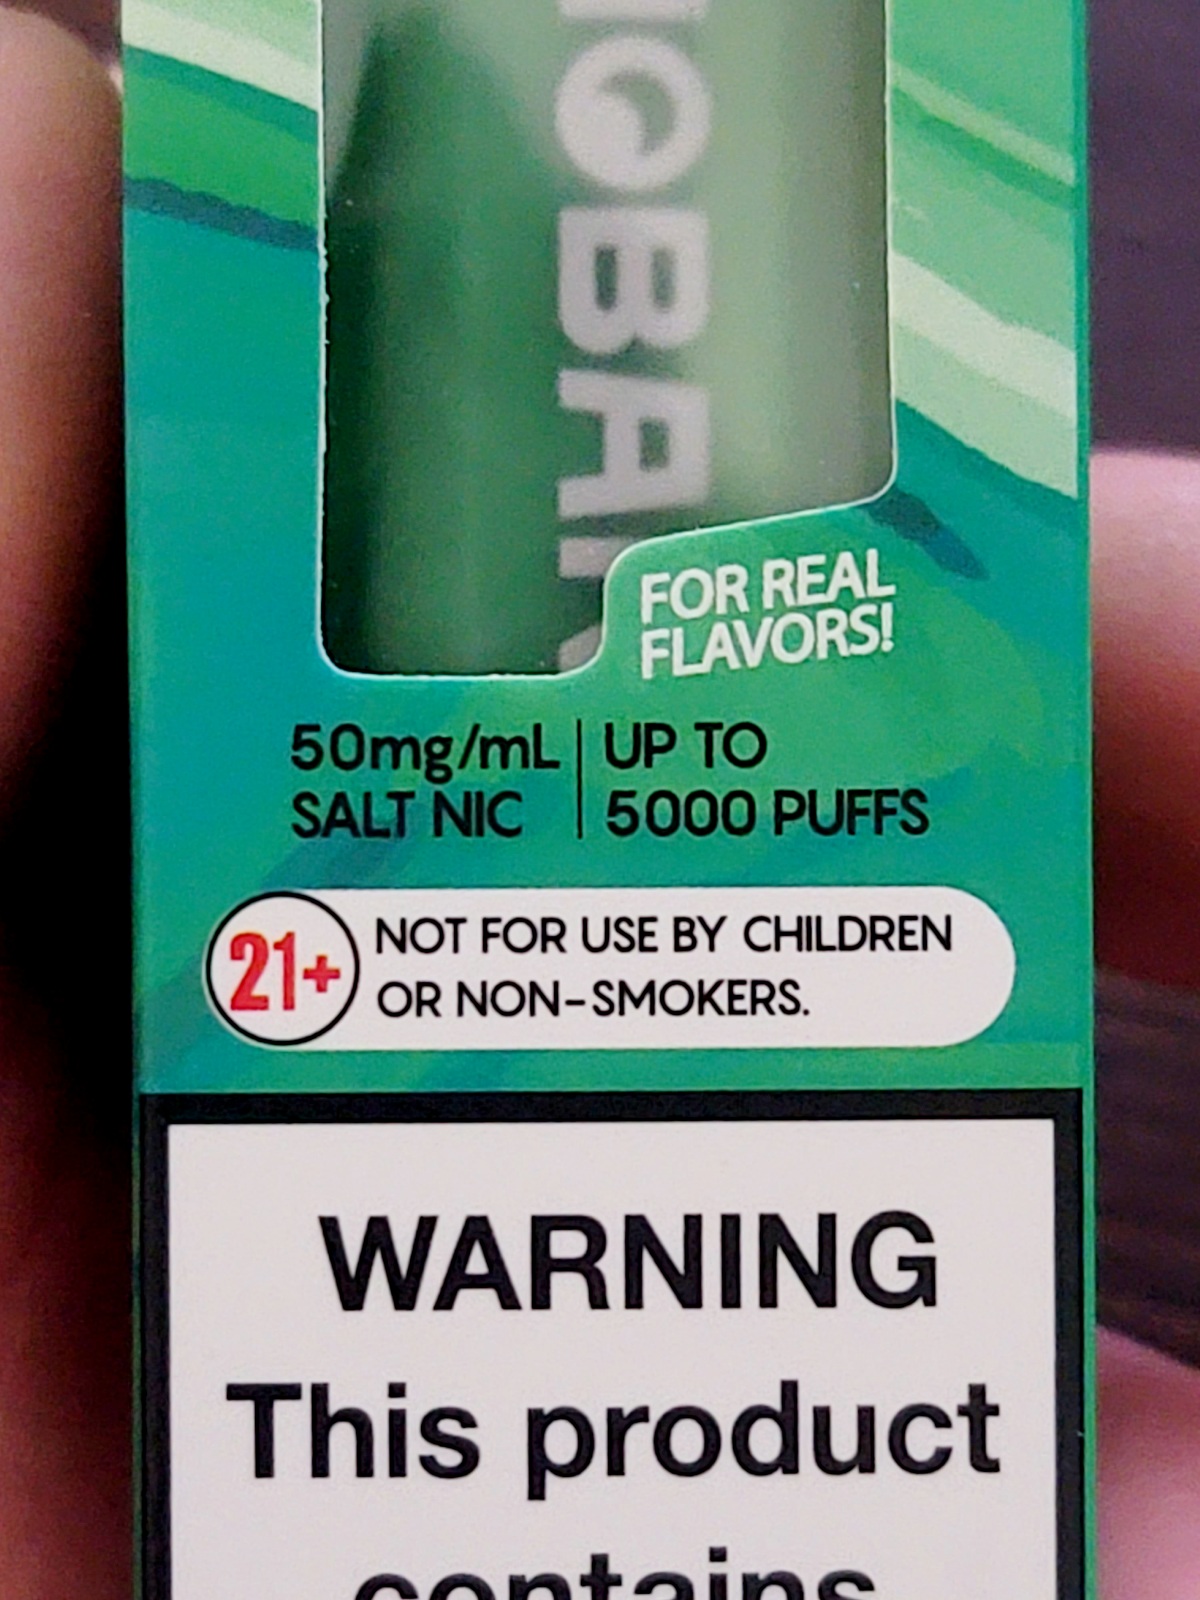 FOR REAL
FLAVORS!
50mg/mL
SALT NIC
UP TO
5000 PUFFS
21+
NOT FOR USE BY CHILDREN
OR NON-SMOKERS.
WARNING
This product
contains